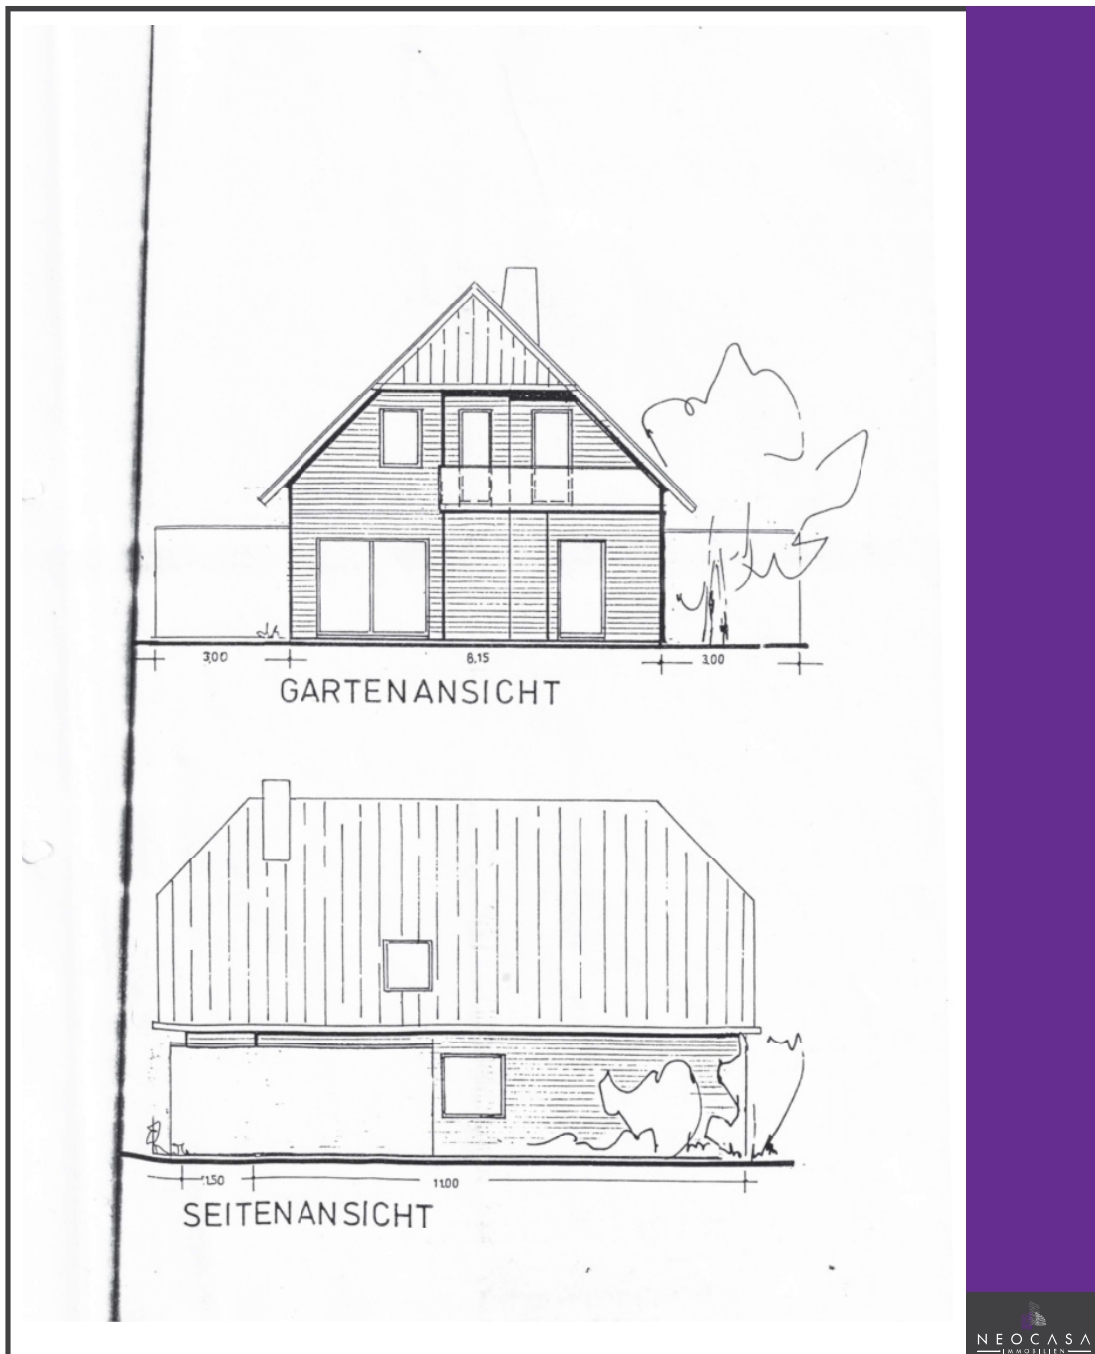 3,00 8.15 3.00
GARTENANSICHT
1.50 11.00
SEITENANSICHT
NEOCASA
IMMOBILIEN